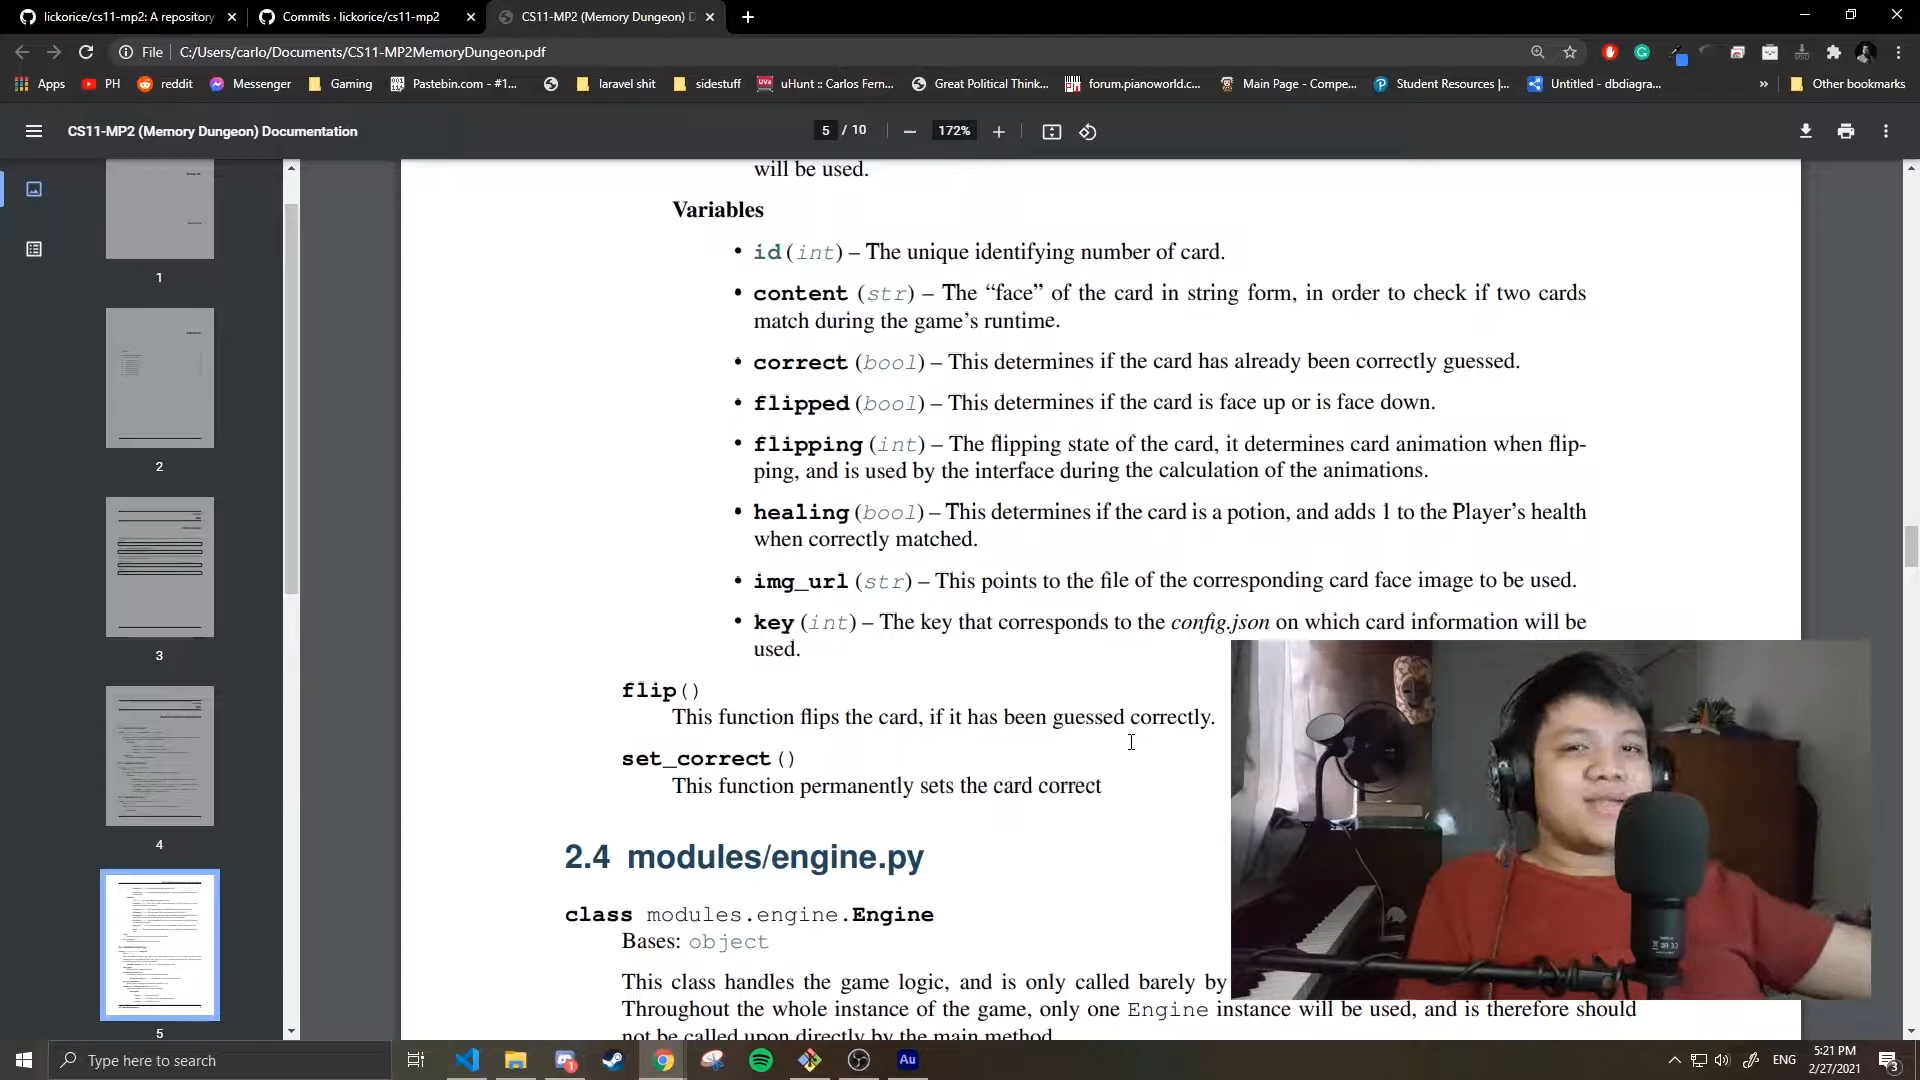 lickorice/cs11-mp2: A repository
Commits · lickorice/cs11-mp2
CS11-MP2 (Memory Dungeon) D
File
C:/Users/carlo/Documents/CS11-MP2MemoryDungeon.pdf
Apps
PH
reddit
Messenger
Gaming
Pastebin.com - #1...
laravel shit
sidestuff
uHunt :: Carlos Fern...
Great Political Think...
forum.pianoworld.c...
Main Page - Compe...
Student Resources |...
Untitled - dbdiagra...
»
Other bookmarks
CS11-MP2 (Memory Dungeon) Documentation
5 / 10
172%
1
2
3
4
5
will be used.
Variables
• id (int) – The unique identifying number of card.
• content (str) – The “face” of the card in string form, in order to check if two cards
match during the game’s runtime.
• correct (bool) – This determines if the card has already been correctly guessed.
• flipped (bool) – This determines if the card is face up or is face down.
• flipping (int) – The flipping state of the card, it determines card animation when flip-
ping, and is used by the interface during the calculation of the animations.
• healing (bool) – This determines if the card is a potion, and adds 1 to the Player’s health
when correctly matched.
• img_url (str) – This points to the file of the corresponding card face image to be used.
• key (int) – The key that corresponds to the config.json on which card information will be
used.
flip()
This function flips the card, if it has been guessed correctly.
set_correct()
This function permanently sets the card correct
2.4 modules/engine.py
class modules.engine.Engine
Bases: object
This class handles the game logic, and is only called barely by
Throughout the whole instance of the game, only one Engine instance will be used, and is therefore should
not be called upon directly by the main method
Type here to search
Au
ENG
5:21 PM
2/27/2021
3